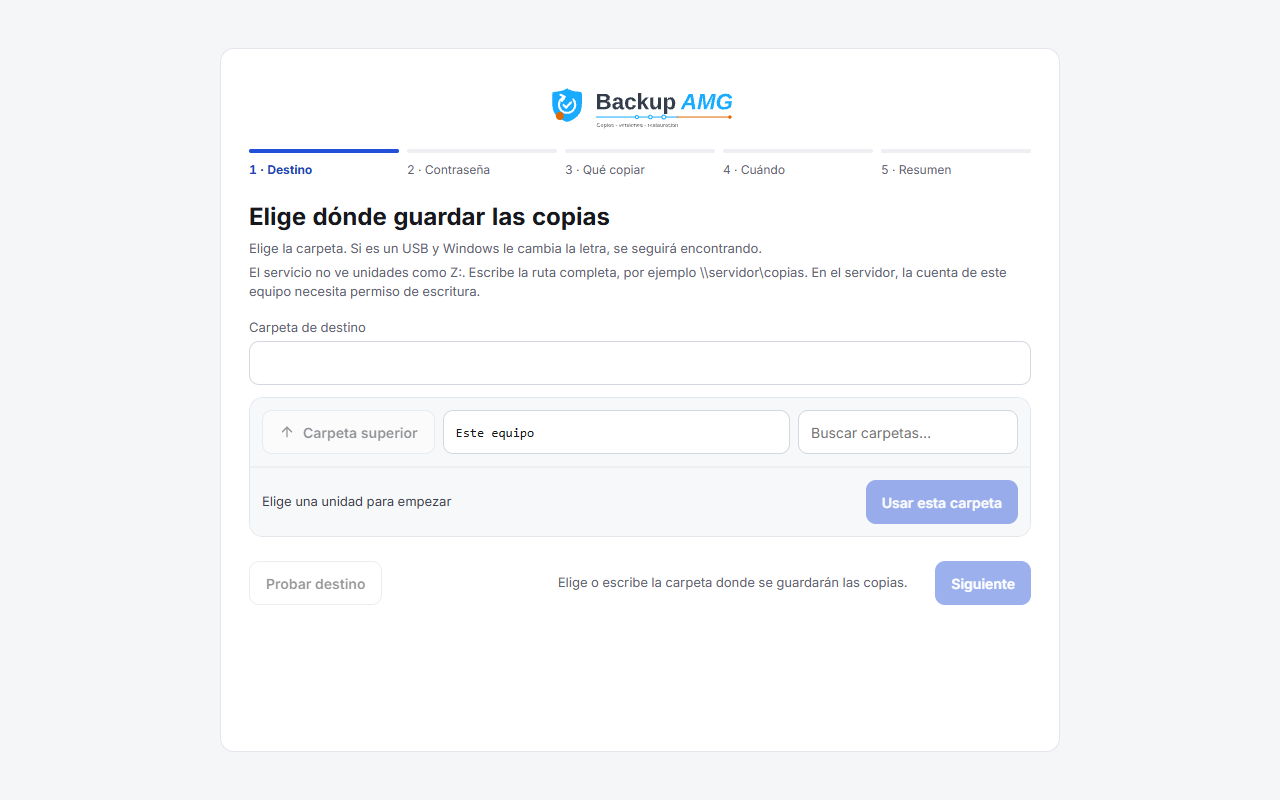 Backup AMG
Copias · versiones · restauración
1 · Destino
2 · Contraseña
3 · Qué copiar
4 · Cuándo
5 · Resumen
Elige dónde guardar las copias
Elige la carpeta. Si es un USB y Windows le cambia la letra, se seguirá encontrando.
El servicio no ve unidades como Z:. Escribe la ruta completa, por ejemplo \\servidor\copias. En el servidor, la cuenta de este
equipo necesita permiso de escritura.
Carpeta de destino
Carpeta superior
Este equipo
Buscar carpetas...
Elige una unidad para empezar
Usar esta carpeta
Probar destino
Elige o escribe la carpeta donde se guardarán las copias.
Siguiente